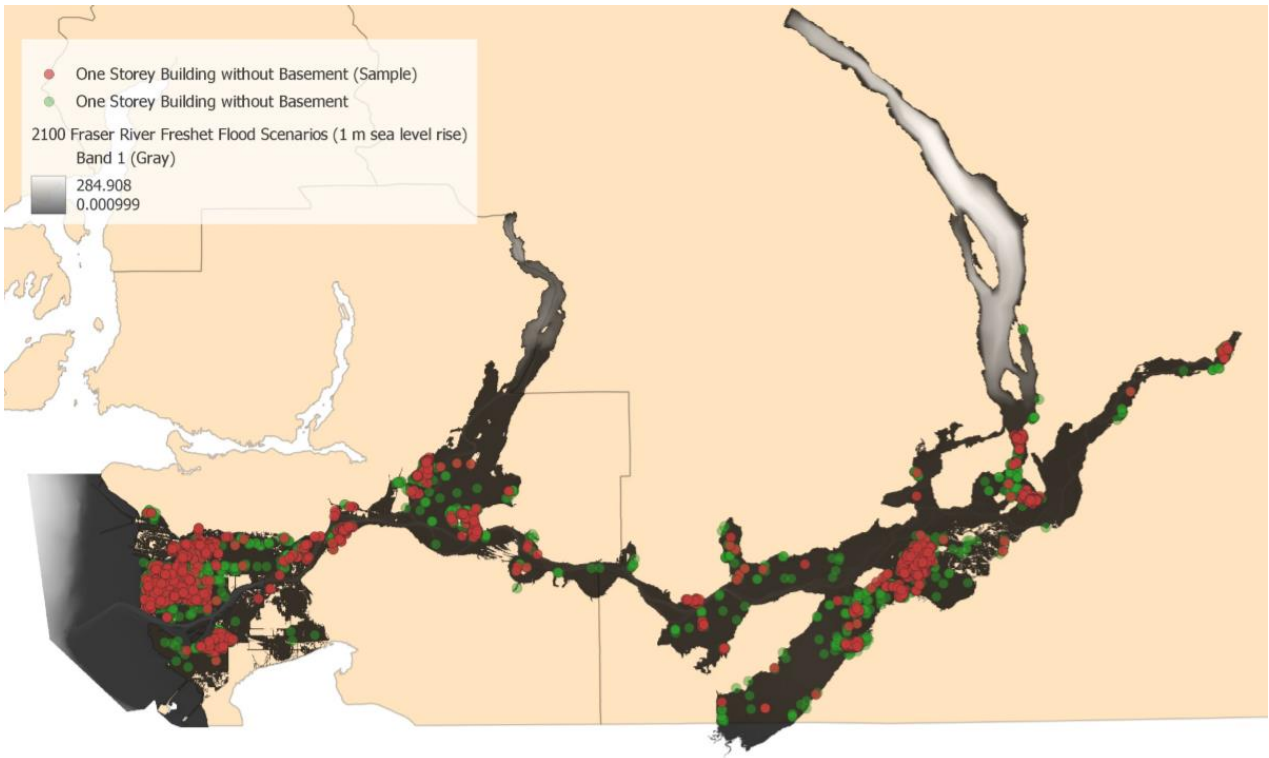 One Storey Building without Basement (Sample)
One Storey Building without Basement
2100 Fraser River Freshet Flood Scenarios (1 m sea level rise)
Band 1 (Gray)
284.908
0.000999